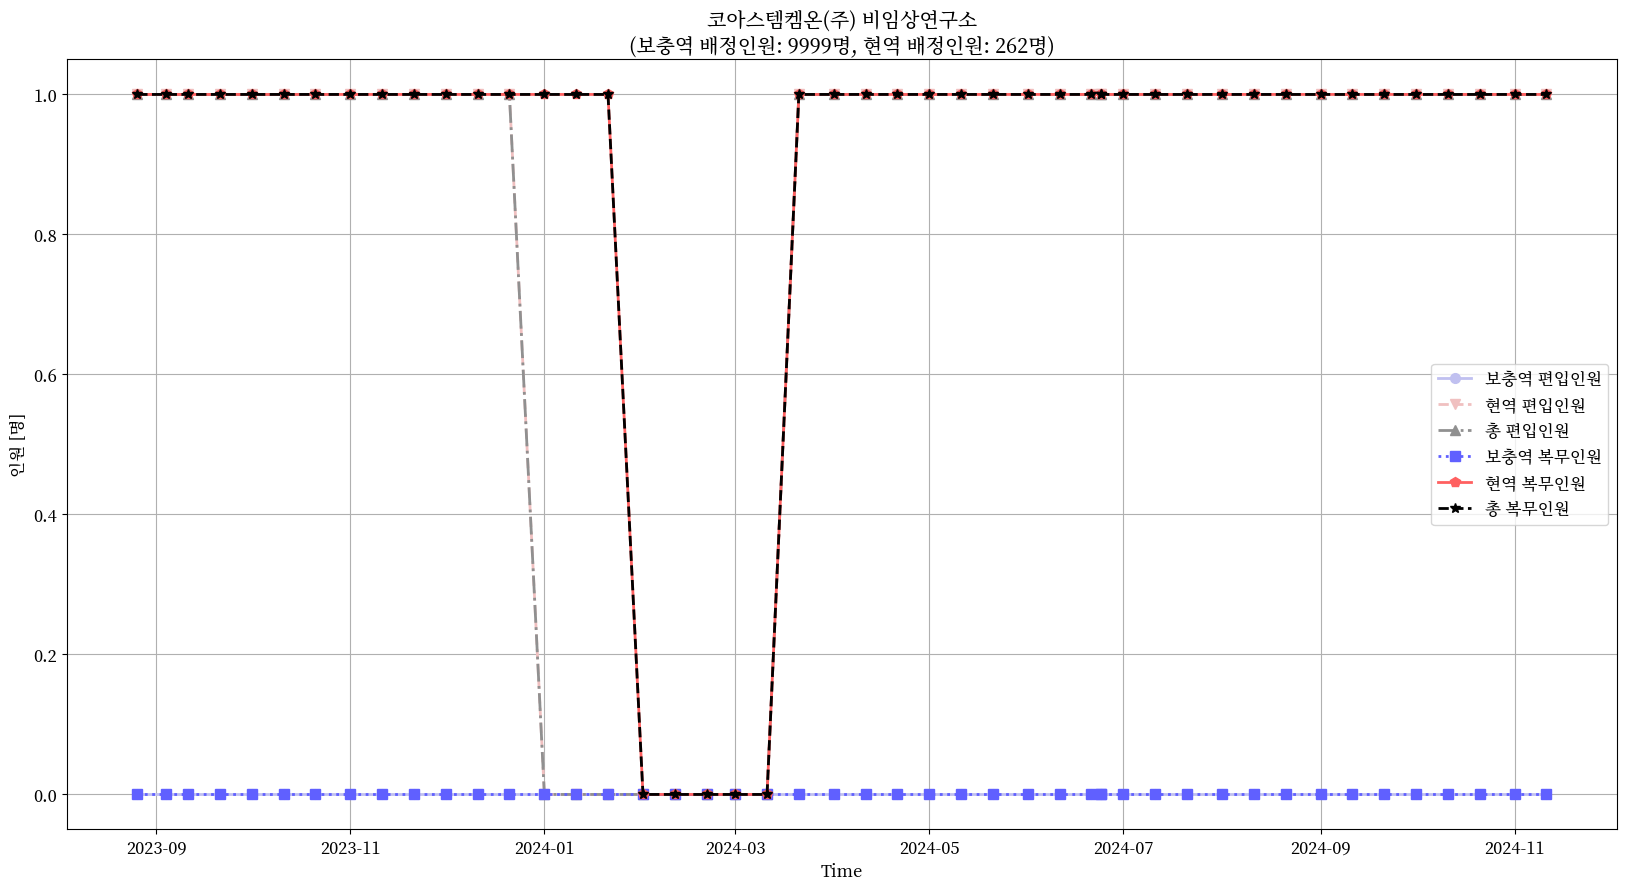 코아스템켐온(주) 비임상연구소
(보충역 배정인원: 9999명, 현역 배정인원: 262명)
1.0
0.8
0.6
0.4
0.2
0.0
인원 [명]
보충역 편입인원
현역 편입인원
총 편입인원
보충역 복무인원
현역 복무인원
총 복무인원
2023-09
2023-11
2024-01
2024-03
2024-05
2024-07
2024-09
2024-11
Time